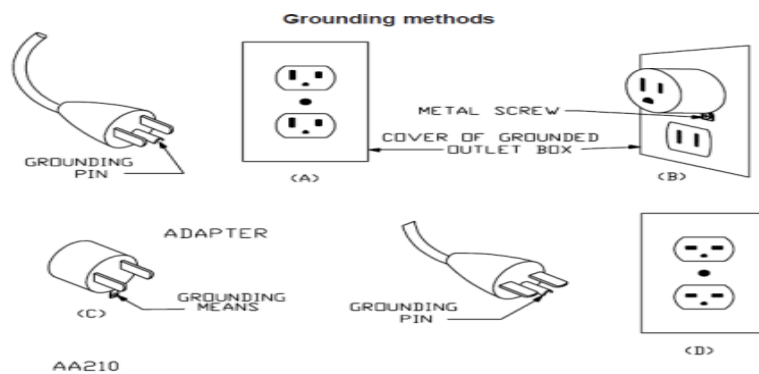 Grounding methods
METAL SCREW
GROUNDING
PIN
COVER OF GROUNDED
OUTLET BOX
(A)
(B)
ADAPTER
GROUNDING
MEANS
(C)
GROUNDING
PIN
(D)
AA210